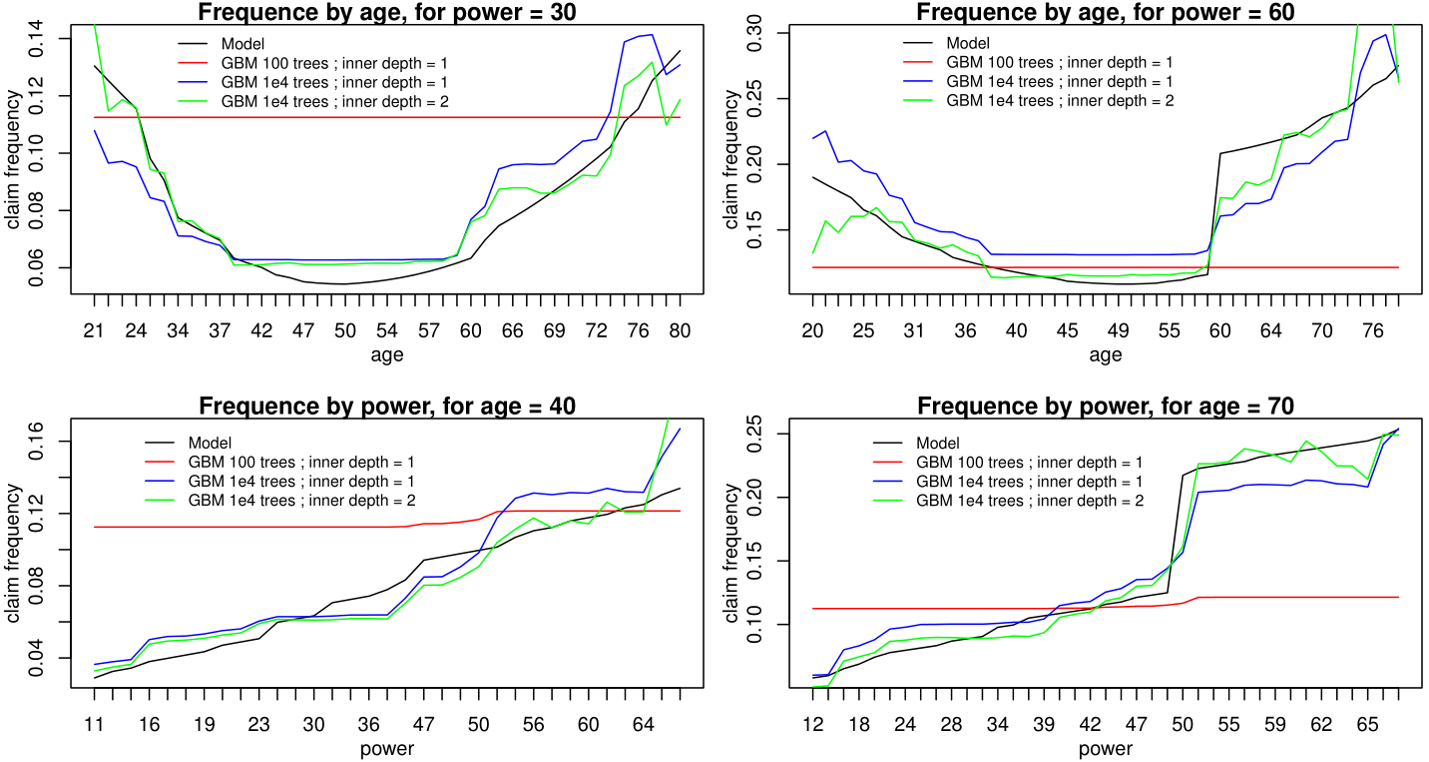 Frequence by age, for power = 30
claim frequency
0.06 0.08 0.10 0.12 0.14
Model
GBM 100 trees ; inner depth = 1
GBM 1e4 trees ; inner depth = 1
GBM 1e4 trees ; inner depth = 2
21 24 34 37 42 47 50 54 57 60 66 72 76 80
age
Frequence by age, for power = 60
claim frequency
0.15 0.20 0.25 0.30
Model
GBM 100 trees ; inner depth = 1
GBM 1e4 trees ; inner depth = 1
GBM 1e4 trees ; inner depth = 2
20 25 31 36 40 45 49 55 60 64 70 76
age
Frequence by power, for age = 40
claim frequency
0.04 0.08 0.12 0.16
Model
GBM 100 trees ; inner depth = 1
GBM 1e4 trees ; inner depth = 1
GBM 1e4 trees ; inner depth = 2
11 16 19 23 30 36 47 50 56 60 64
power
Frequence by power, for age = 70
claim frequency
0.10 0.15 0.20 0.25
Model
GBM 100 trees ; inner depth = 1
GBM 1e4 trees ; inner depth = 1
GBM 1e4 trees ; inner depth = 2
12 18 24 28 34 39 42 47 50 55 59 62 65
power